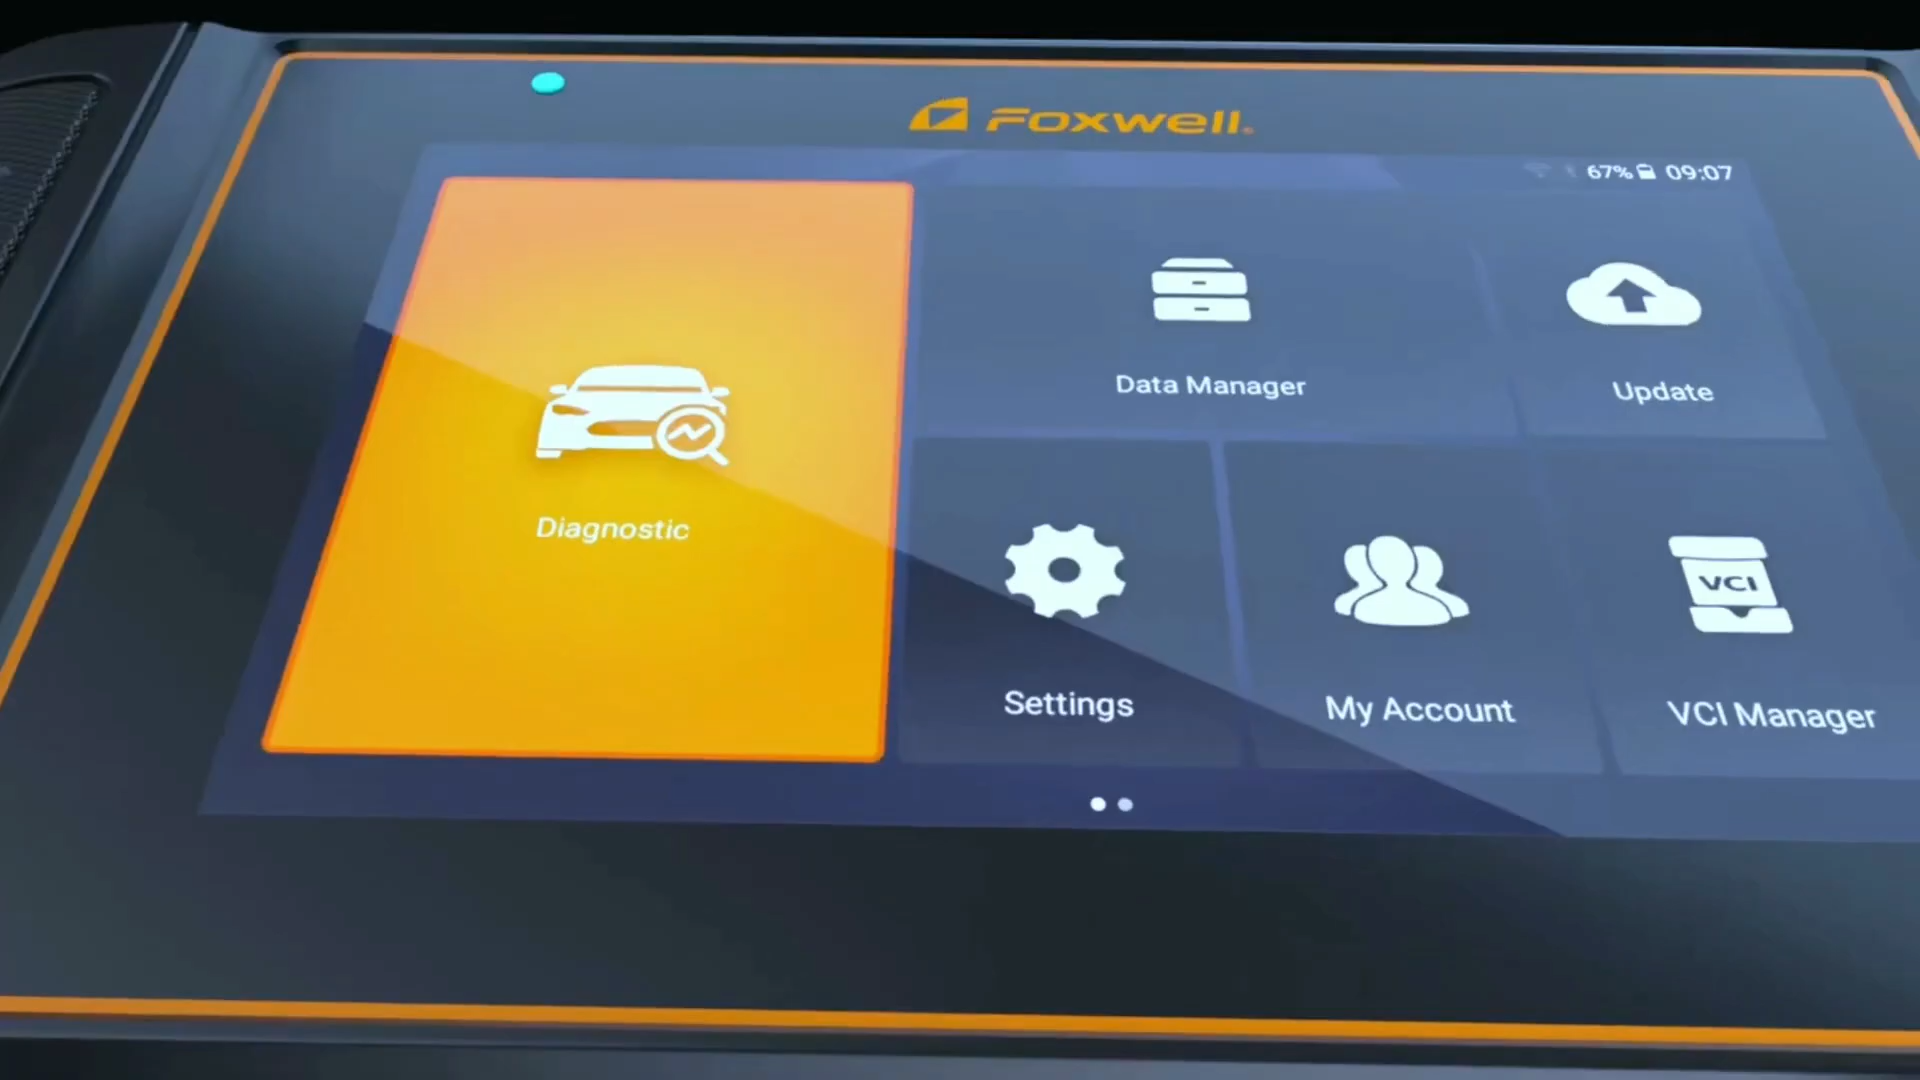 Foxwell
67% 09:07
Data Manager
Update
Diagnostic
VCI
Settings
My Account
VCI Manager